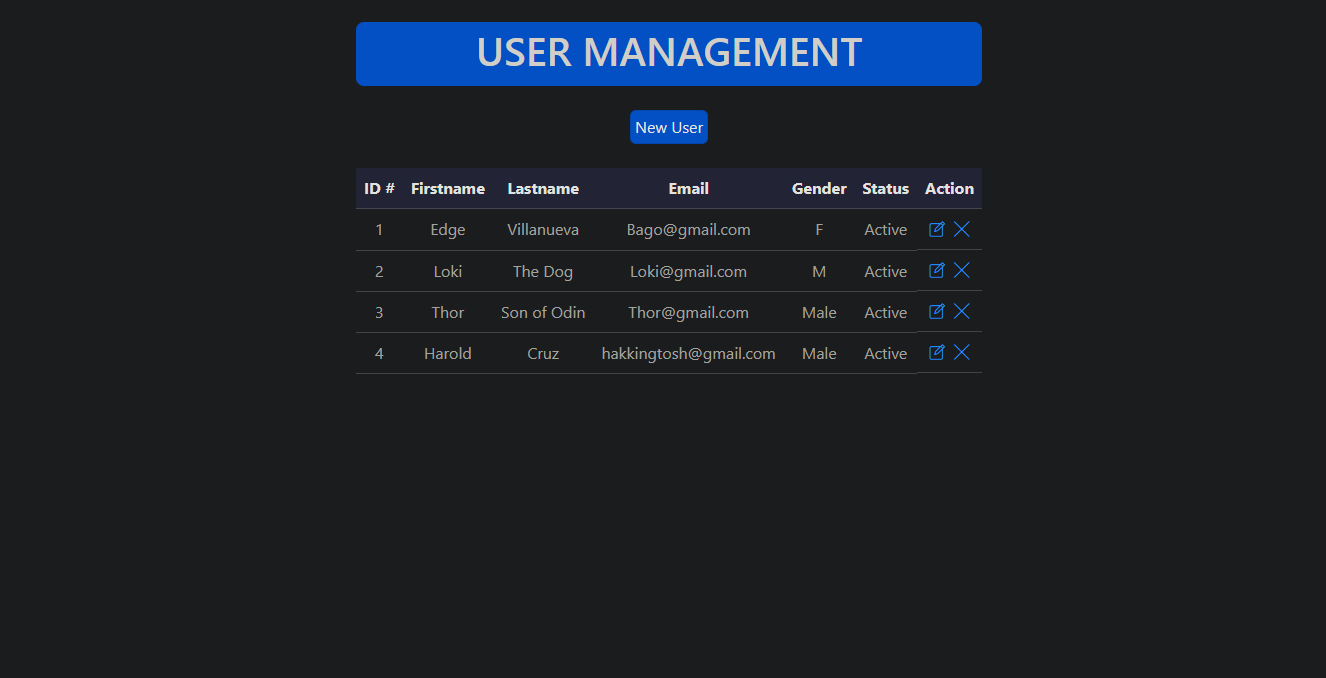 USER MANAGEMENT
New User
ID # Firstname Lastname Email Gender Status Action
1 Edge Villanueva Bago@gmail.com F Active
2 Loki The Dog Loki@gmail.com M Active
3 Thor Son of Odin Thor@gmail.com Male Active
4 Harold Cruz hakkingtosh@gmail.com Male Active